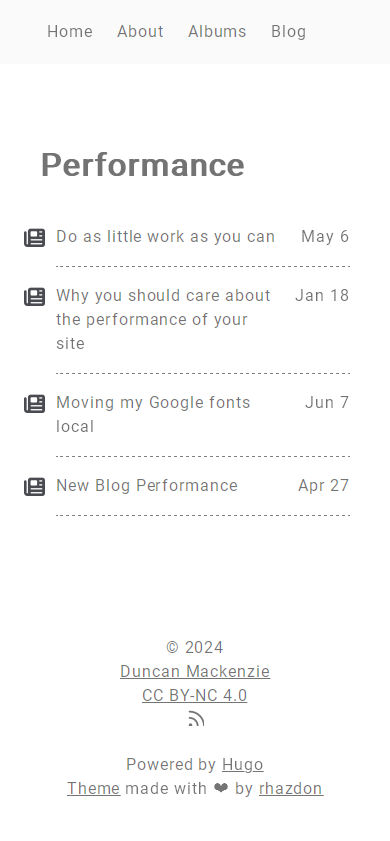 Home About Albums Blog
Performance
Do as little work as you can May 6
Why you should care about Jan 18
the performance of your
site
Moving my Google fonts Jun 7
local
New Blog Performance Apr 27
© 2024
Duncan Mackenzie
CC BY-NC 4.0
Powered by Hugo
Theme made with ❤ by rhazdon